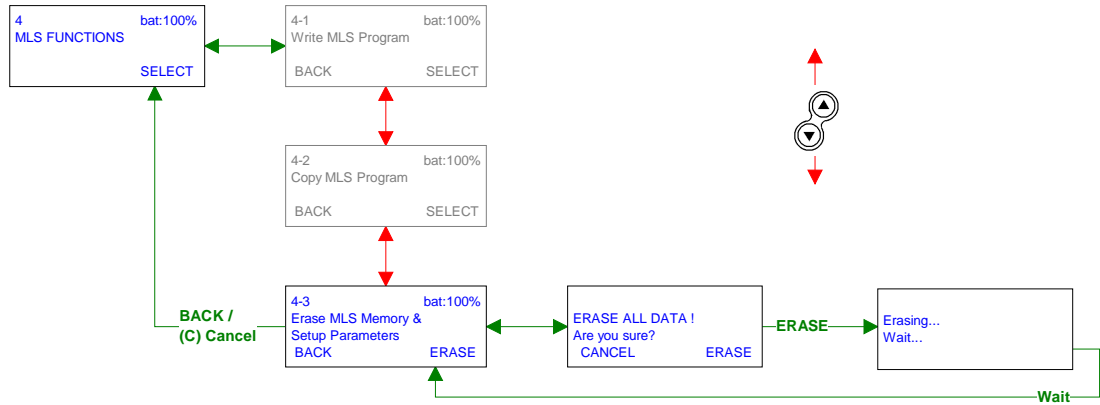 4 bat:100%
MLS FUNCTIONS
SELECT
4-1 bat:100%
Write MLS Program
BACK SELECT
4-2 bat:100%
Copy MLS Program
BACK SELECT
BACK /
(C) Cancel
4-3 bat:100%
Erase MLS Memory &
Setup Parameters
BACK ERASE
ERASE ALL DATA !
Are you sure?
CANCEL ERASE
ERASE
Erasing...
Wait...
Wait